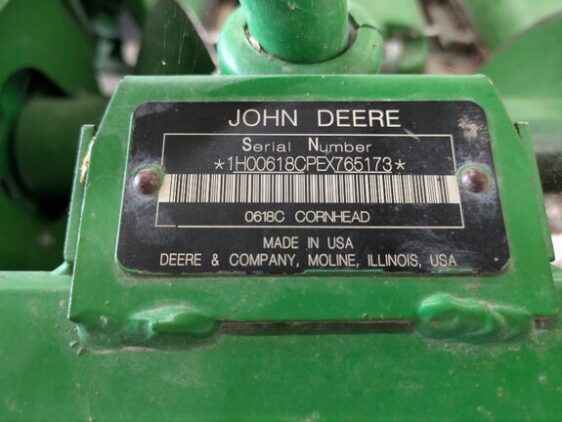 JOHN DEERE
Serial Number
*1H00618CPEX765173*
0618C CORNHEAD
MADE IN USA
DEERE & COMPANY, MOLINE, ILLINOIS, USA